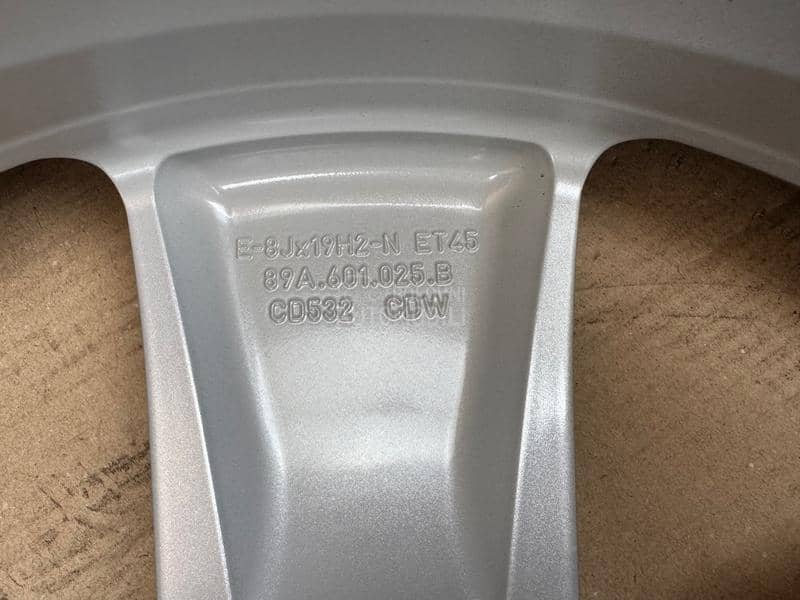 E-8Jx19H2-N ET45
89A.601.025.B
CD532 CDW